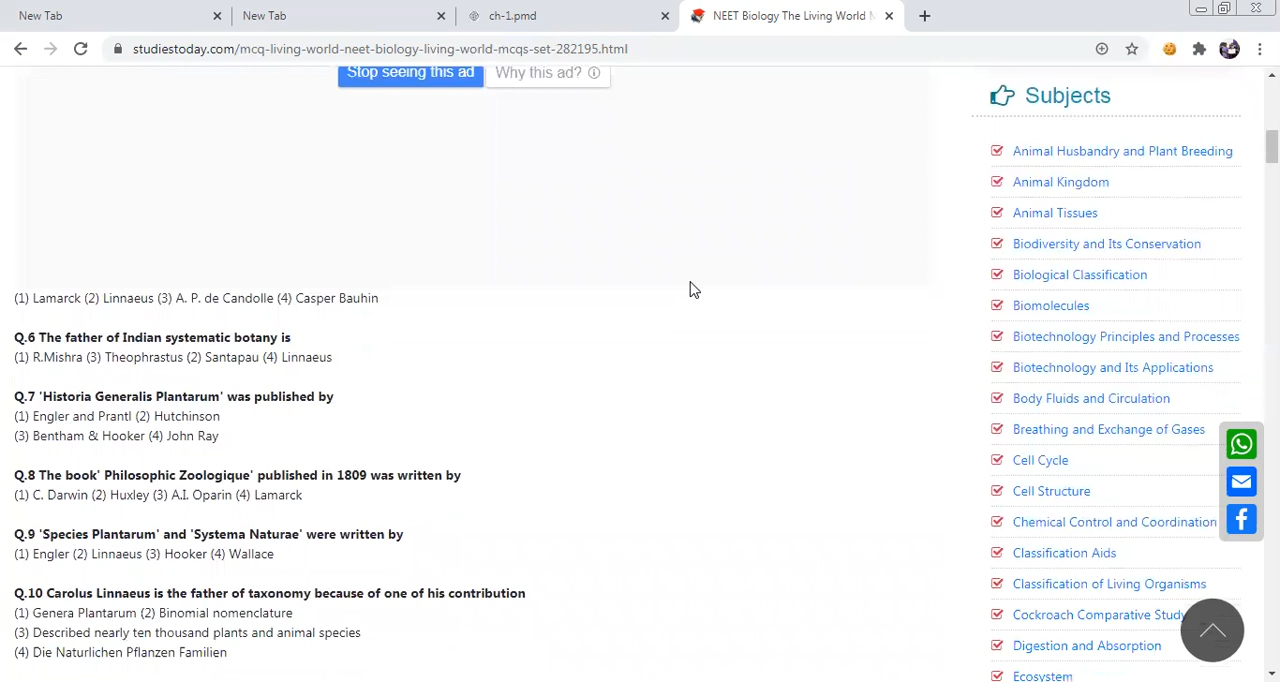 New Tab
New Tab
ch-1.pmd
NEET Biology The Living World M
studiestoday.com/mcq-living-world-neet-biology-living-world-mcqs-set-282195.html
Stop seeing this ad
Why this ad?
(1) Lamarck (2) Linnaeus (3) A. P. de Candolle (4) Casper Bauhin
Q.6 The father of Indian systematic botany is
(1) R.Mishra (3) Theophrastus (2) Santapau (4) Linnaeus
Q.7 'Historia Generalis Plantarum' was published by
(1) Engler and Prantl (2) Hutchinson
(3) Bentham & Hooker (4) John Ray
Q.8 The book' Philosophic Zoologique' published in 1809 was written by
(1) C. Darwin (2) Huxley (3) A.I. Oparin (4) Lamarck
Q.9 'Species Plantarum' and 'Systema Naturae' were written by
(1) Engler (2) Linnaeus (3) Hooker (4) Wallace
Q.10 Carolus Linnaeus is the father of taxonomy because of one of his contribution
(1) Genera Plantarum (2) Binomial nomenclature
(3) Described nearly ten thousand plants and animal species
(4) Die Naturlichen Pflanzen Familien
Subjects
Animal Husbandry and Plant Breeding
Animal Kingdom
Animal Tissues
Biodiversity and Its Conservation
Biological Classification
Biomolecules
Biotechnology Principles and Processes
Biotechnology and Its Applications
Body Fluids and Circulation
Breathing and Exchange of Gases
Cell Cycle
Cell Structure
Chemical Control and Coordination
Classification Aids
Classification of Living Organisms
Cockroach Comparative Study
Digestion and Absorption
Ecosystem